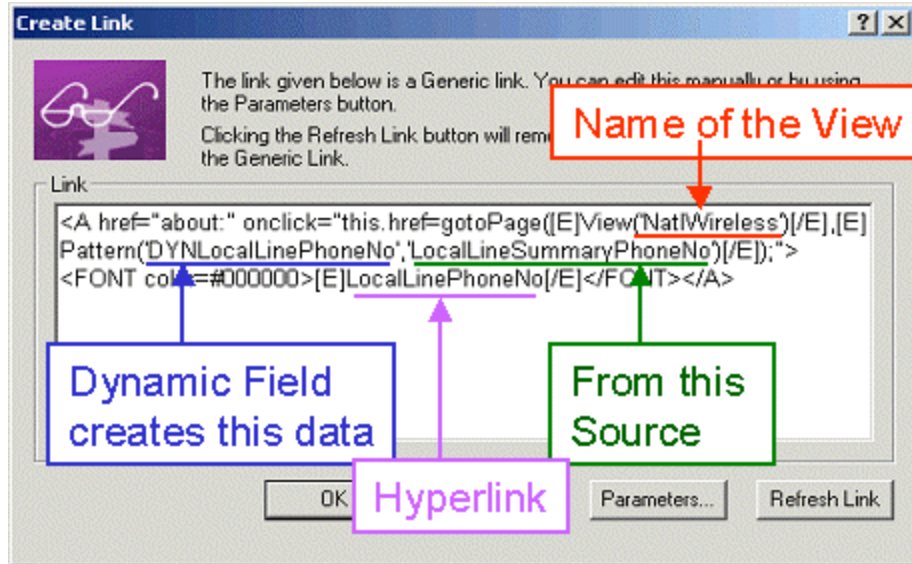 Create Link
The link given below is a Generic link. You can edit this manually or by using
the Parameters button.
Clicking the Refresh Link button will
the Generic Link.
Name of the View
Link
<A href="about:" onclick="this.href=gotoPage([E]View('NatlWireless')[/E],[E]
Pattern('DYNLocalLinePhoneNo','LocalLineSummaryPhoneNo')[/E]);">
<FONT color=#000000>[E]LocalLinePhoneNo[/E]</FONT></A>
Dynamic Field
creates this data
From this
Source
Hyperlink
OK
Parameters...
Refresh Link